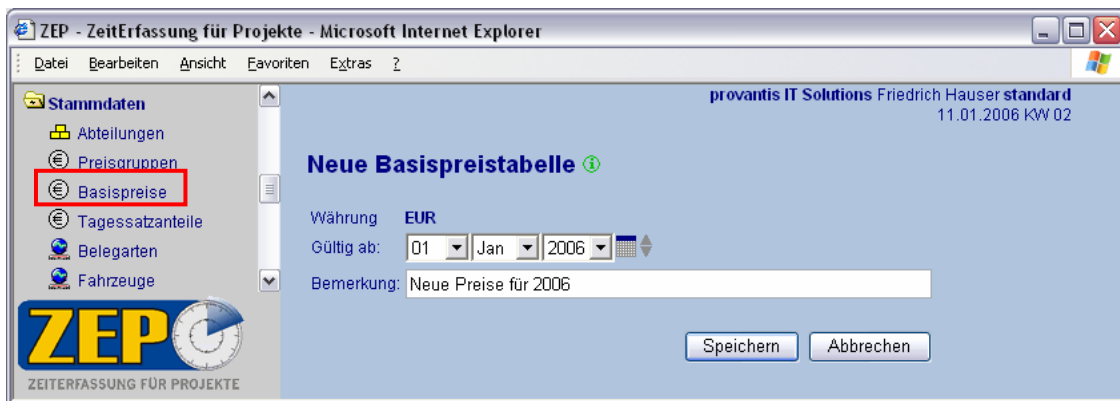 ZEP - ZeitErfassung für Projekte - Microsoft Internet Explorer
Datei Bearbeiten Ansicht Favoriten Extras ?
Stammdaten
Abteilungen
Preisgruppen
Basispreise
Tagessatzanteile
Belegarten
Fahrzeuge
ZEP
ZEITERFASSUNG FÜR PROJEKTE
provantis IT Solutions Friedrich Hauser standard
11.01.2006 KW 02
Neue Basispreistabelle
Währung EUR
Gültig ab: 01 Jan 2006
Bemerkung: Neue Preise für 2006
Speichern Abbrechen